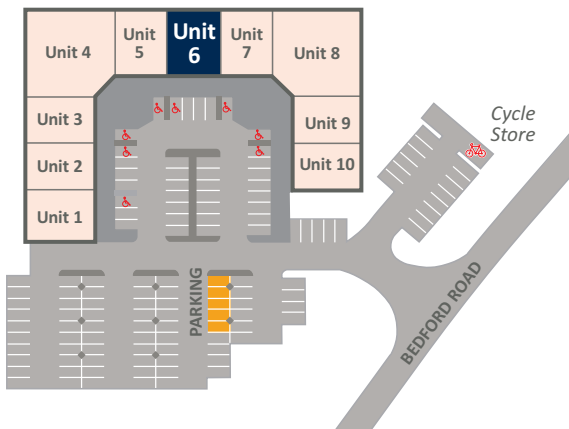 Unit 4
Unit
5
Unit
6
Unit
7
Unit 8
Unit 3
Unit 9
Unit 2
Unit 10
Unit 1
Cycle
Store
PARKING
BEDFORD ROAD